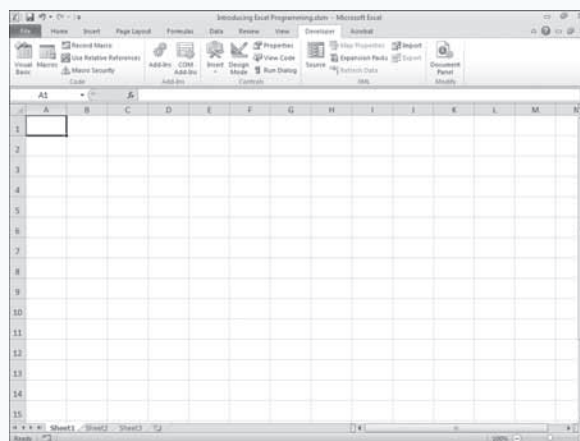 Introducing Excel Programming.xlsm - Microsoft Excel
File Home Insert Page Layout Formulas Data Review View Developer Acrobat
Visual Basic Macros Record Macro Use Relative References Macro Security
Add-Ins COM Add-Ins
Insert Design Mode Properties View Code Run Dialog
Source Map Properties Expansion Packs Refresh Data Import Export
Document Panel
Code Add-Ins Controls XML Modify
A1 fx
A B C D E F G H I J K L M N
1
2
3
4
5
6
7
8
9
10
11
12
13
14
15
Sheet1 Sheet2 Sheet3
Ready 100%